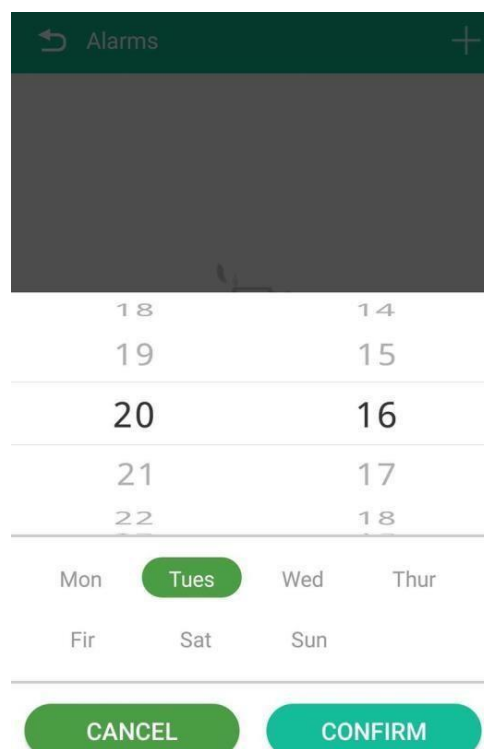 Alarms
18 14
19 15
20 16
21 17
22 18
Mon Tues Wed Thur
Fir Sat Sun
CANCEL CONFIRM